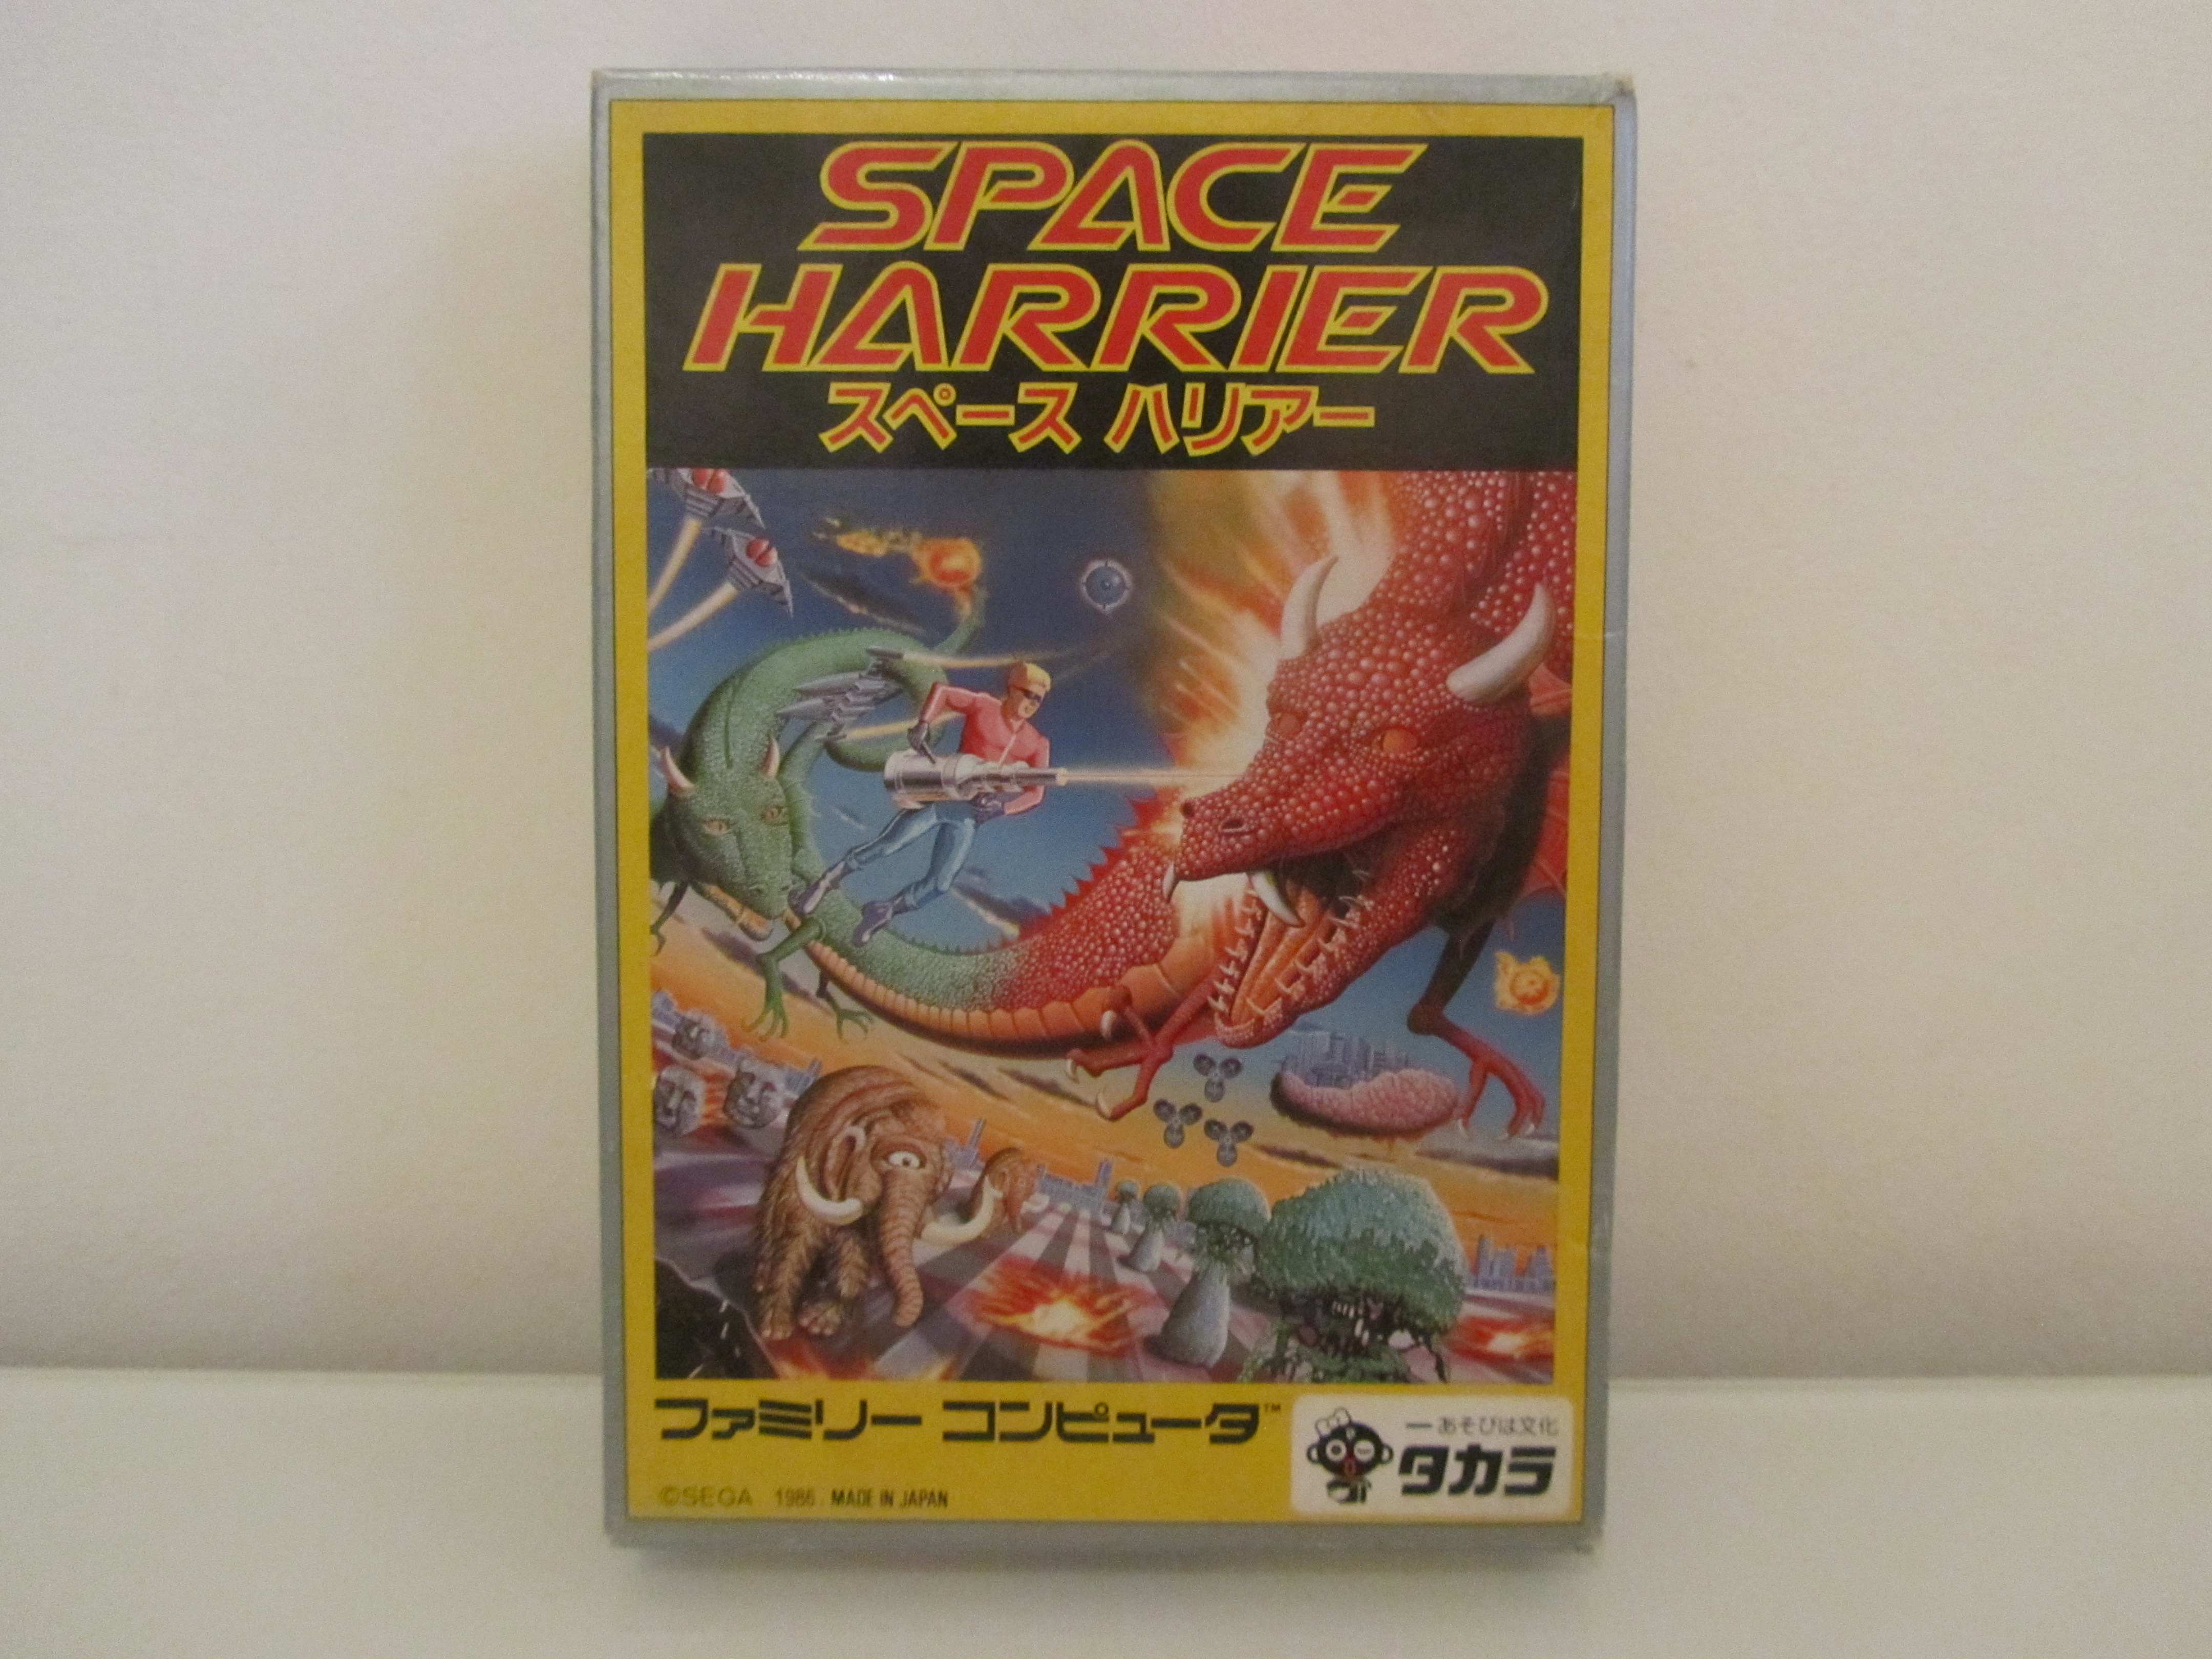 SPACE
HARRIER
スペース ハリアー
ファミリー コンピュータ™
ーあそびは文化
タカラ
©SEGA 1986. MADE IN JAPAN